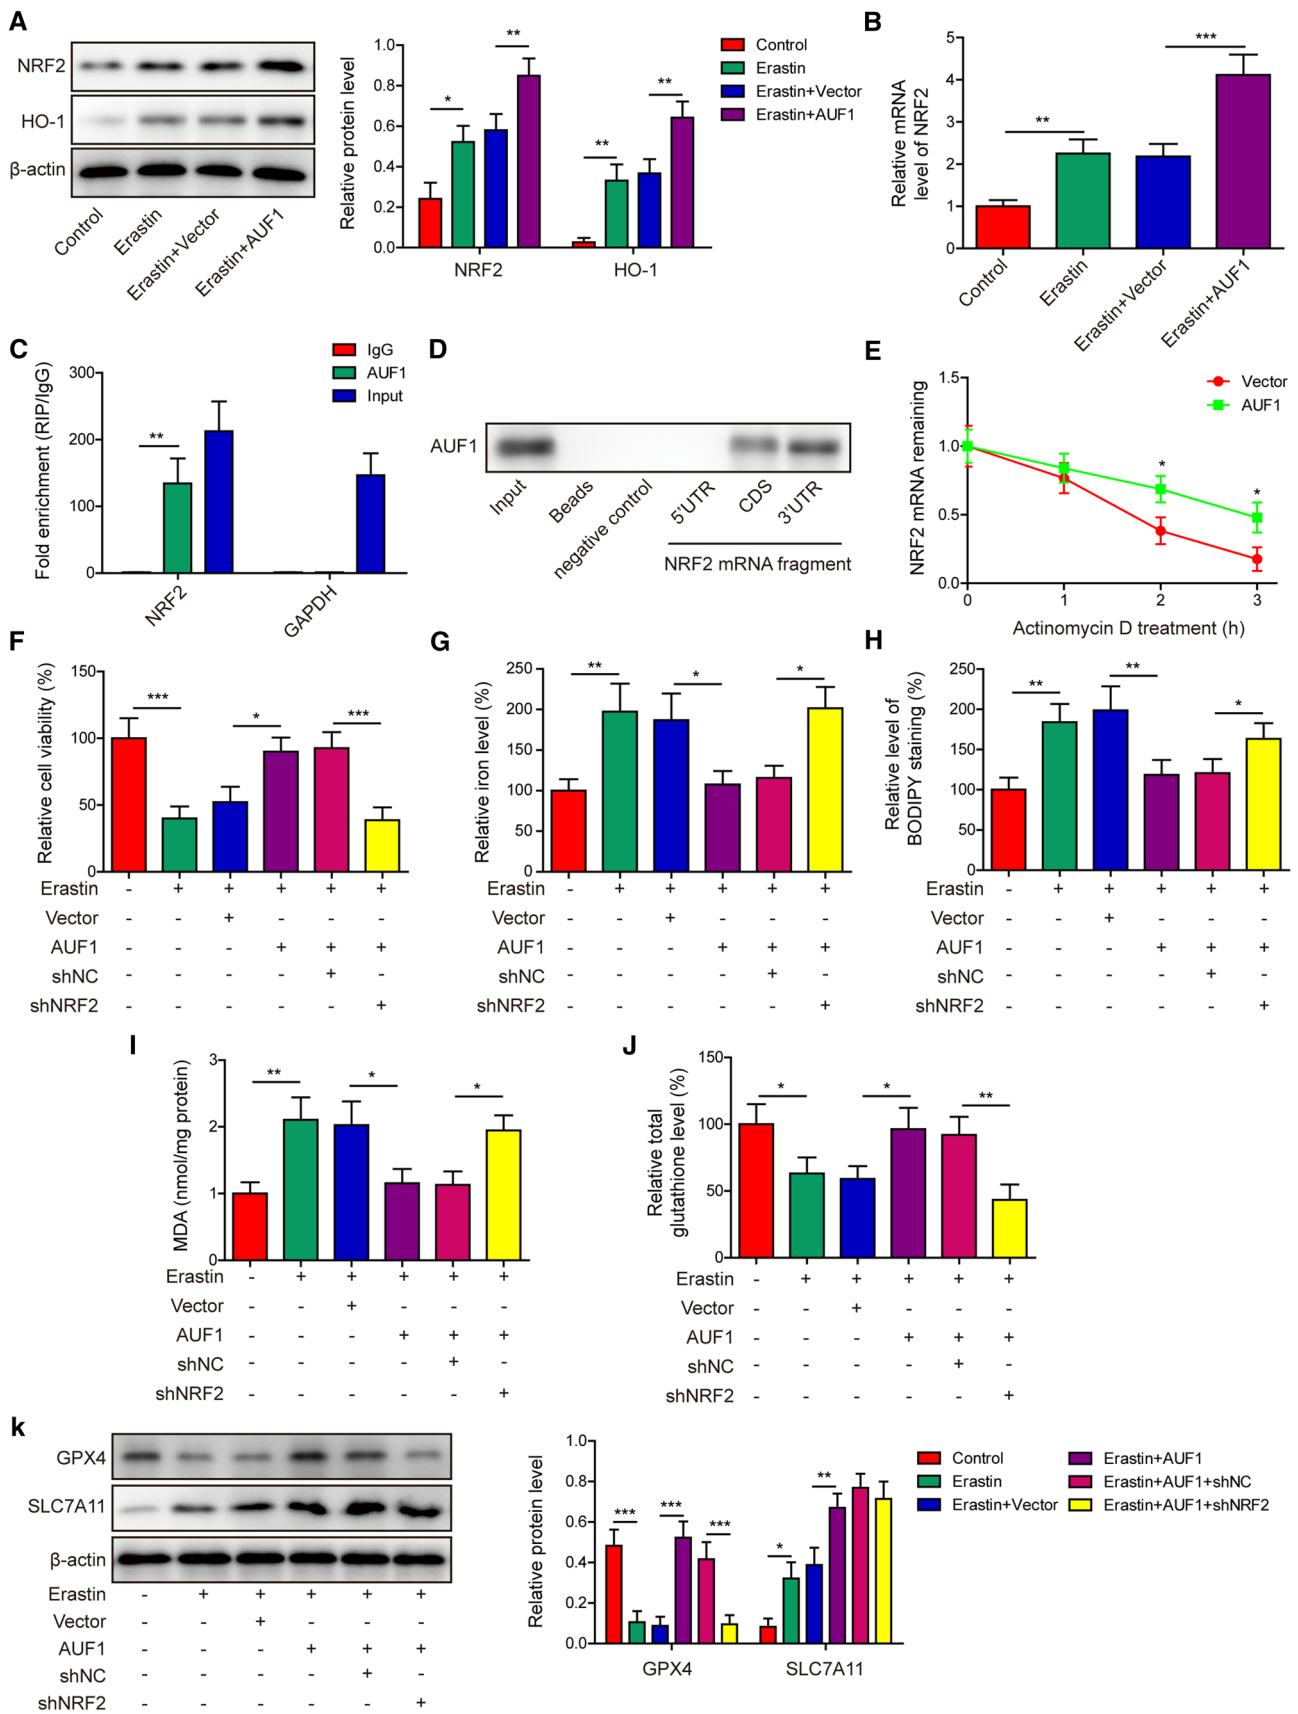 A
NRF2
HO-1
β-actin
Control
Erastin
Erastin+Vector
Erastin+AUF1
Relative protein level
1.0
0.8
0.6
0.4
0.2
0.0
*
**
**
**
NRF2
HO-1
Control
Erastin
Erastin+Vector
Erastin+AUF1
B
Relative mRNA
level of NRF2
5
4
3
2
1
0
**
***
Control
Erastin
Erastin+Vector
Erastin+AUF1
C
Fold enrichment (RIP/IgG)
300
200
100
0
**
NRF2
GAPDH
IgG
AUF1
Input
D
AUF1
Input
Beads
negative control
5'UTR
CDS
3'UTR
NRF2 mRNA fragment
E
NRF2 mRNA remaining
1.5
1.0
0.5
0.0
*
*
0 1 2 3
Actinomycin D treatment (h)
Vector
AUF1
F
Relative cell viability (%)
150
100
50
0
***
*
***
Erastin - + + + + +
Vector - - + - - -
AUF1 - - - + + +
shNC - - - - + -
shNRF2 - - - - - +
G
Relative iron level (%)
250
200
150
100
50
0
**
*
*
Erastin - + + + + +
Vector - - + - - -
AUF1 - - - + + +
shNC - - - - + -
shNRF2 - - - - - +
H
Relative level of
BODIPY staining (%)
250
200
150
100
50
0
**
**
*
Erastin - + + + + +
Vector - - + - - -
AUF1 - - - + + +
shNC - - - - + -
shNRF2 - - - - - +
I
MDA (nmol/mg protein)
3
2
1
0
**
*
*
Erastin - + + + + +
Vector - - + - - -
AUF1 - - - + + +
shNC - - - - + -
shNRF2 - - - - - +
J
Relative total
glutathione level (%)
150
100
50
0
*
*
**
Erastin - + + + + +
Vector - - + - - -
AUF1 - - - + + +
shNC - - - - + -
shNRF2 - - - - - +
k
GPX4
SLC7A11
β-actin
Erastin - + + + + +
Vector - - + - - -
AUF1 - - - + + +
shNC - - - - + -
shNRF2 - - - - - +
Relative protein level
1.0
0.8
0.6
0.4
0.2
0.0
***
***
***
*
**
GPX4
SLC7A11
Control
Erastin
Erastin+Vector
Erastin+AUF1
Erastin+AUF1+shNC
Erastin+AUF1+shNRF2